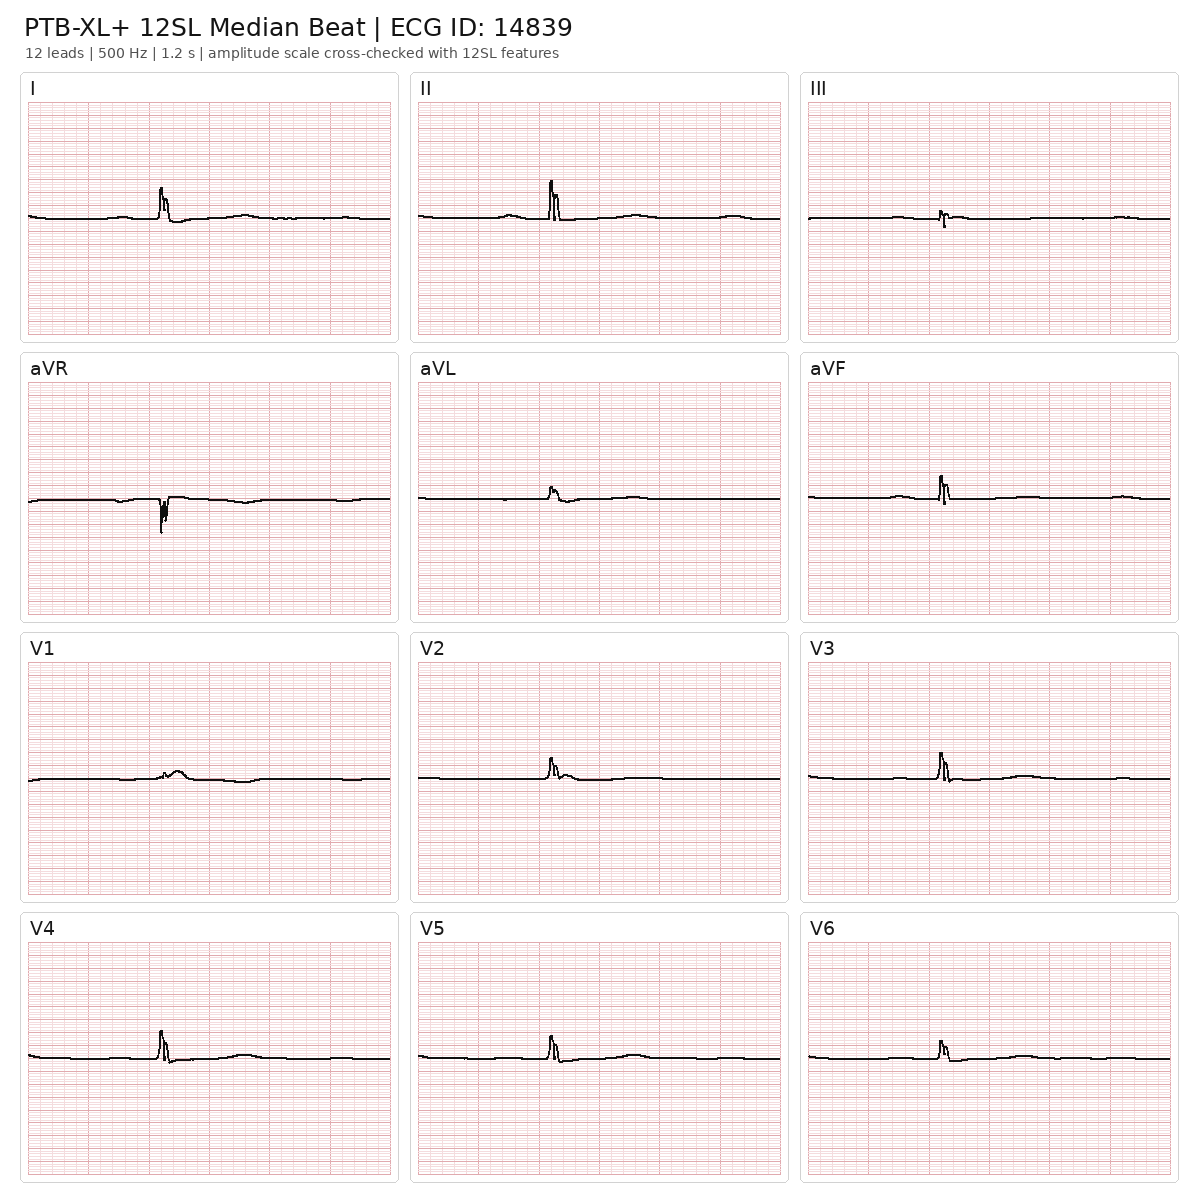 PTB-XL+ 12SL Median Beat | ECG ID: 14839
12 leads | 500 Hz | 1.2 s | amplitude scale cross-checked with 12SL features
I
II
III
aVR
aVL
aVF
V1
V2
V3
V4
V5
V6